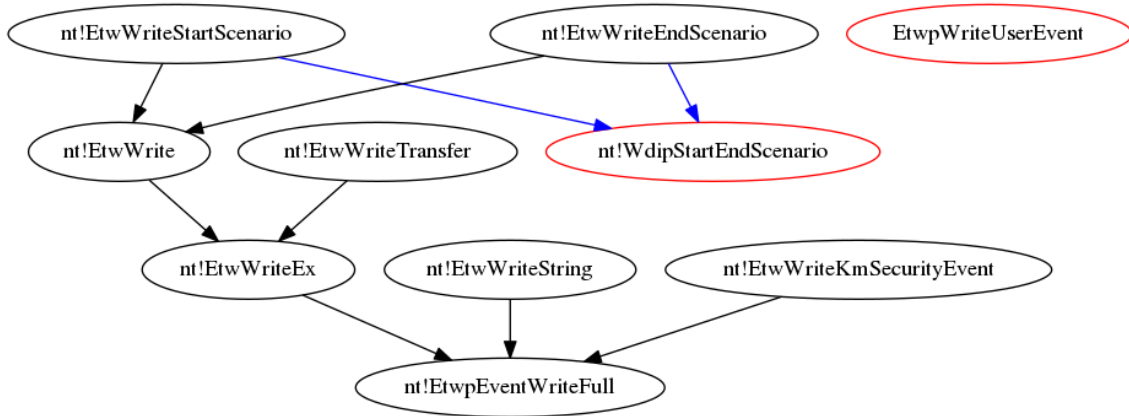 nt!EtwWriteStartScenario
nt!EtwWriteEndScenario
EtwpWriteUserEvent
nt!EtwWrite
nt!EtwWriteTransfer
nt!WdipStartEndScenario
nt!EtwWriteEx
nt!EtwWriteString
nt!EtwWriteKmSecurityEvent
nt!EtwpEventWriteFull